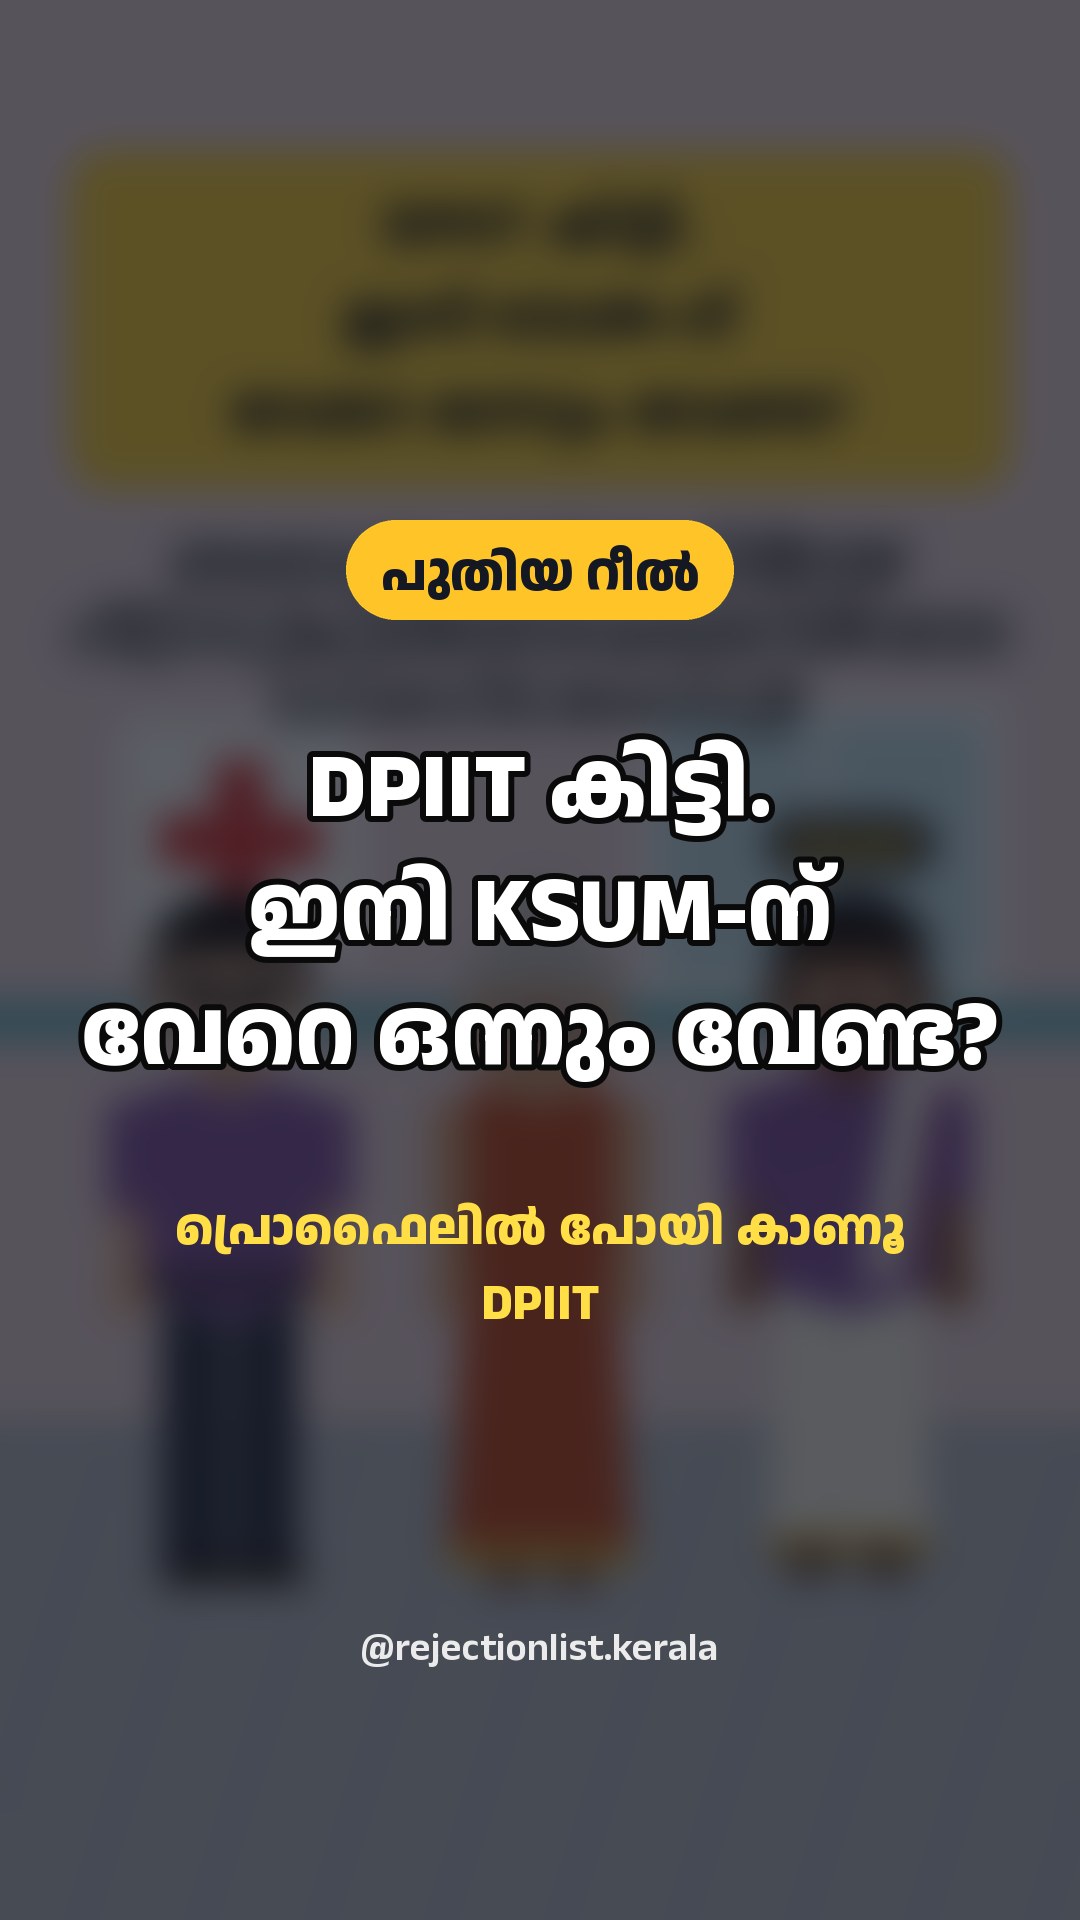 പുതിയ റീൽ
DPIIT കിട്ടി.
ഇനി KSUM-ന്
വേറെ ഒന്നും വേണ്ട?
പ്രൊഫൈലിൽ പോയി കാണൂ
DPIIT
@rejectionlist.kerala